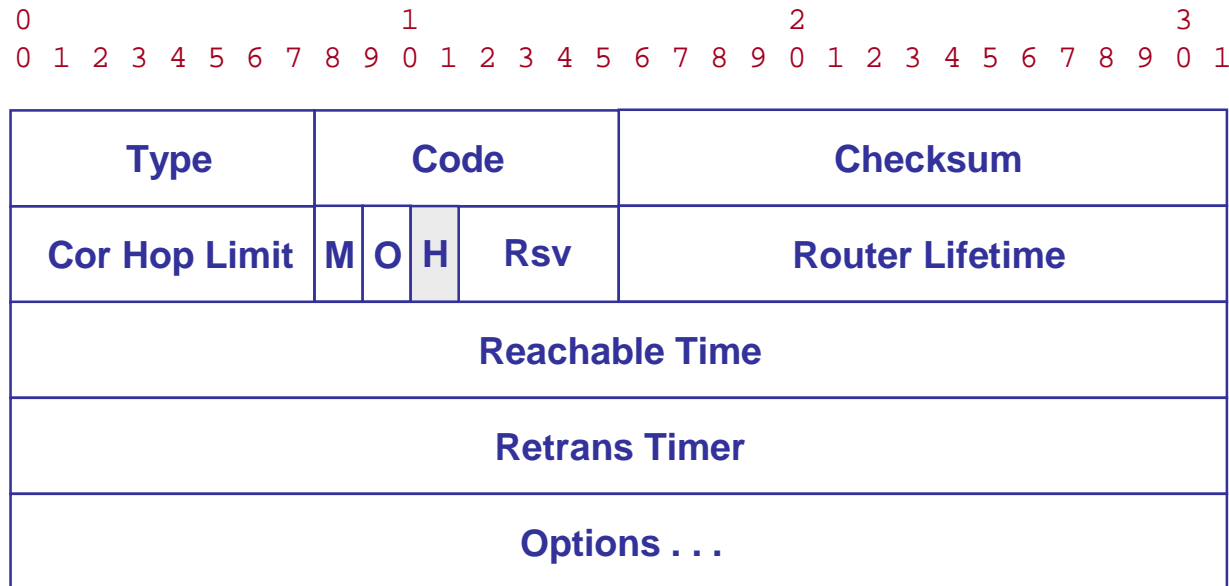 0 1 2 3
0 1 2 3 4 5 6 7 8 9 0 1 2 3 4 5 6 7 8 9 0 1 2 3 4 5 6 7 8 9 0 1
Type Code Checksum
Cor Hop Limit M O H Rsv Router Lifetime
Reachable Time
Retrans Timer
Options . . .